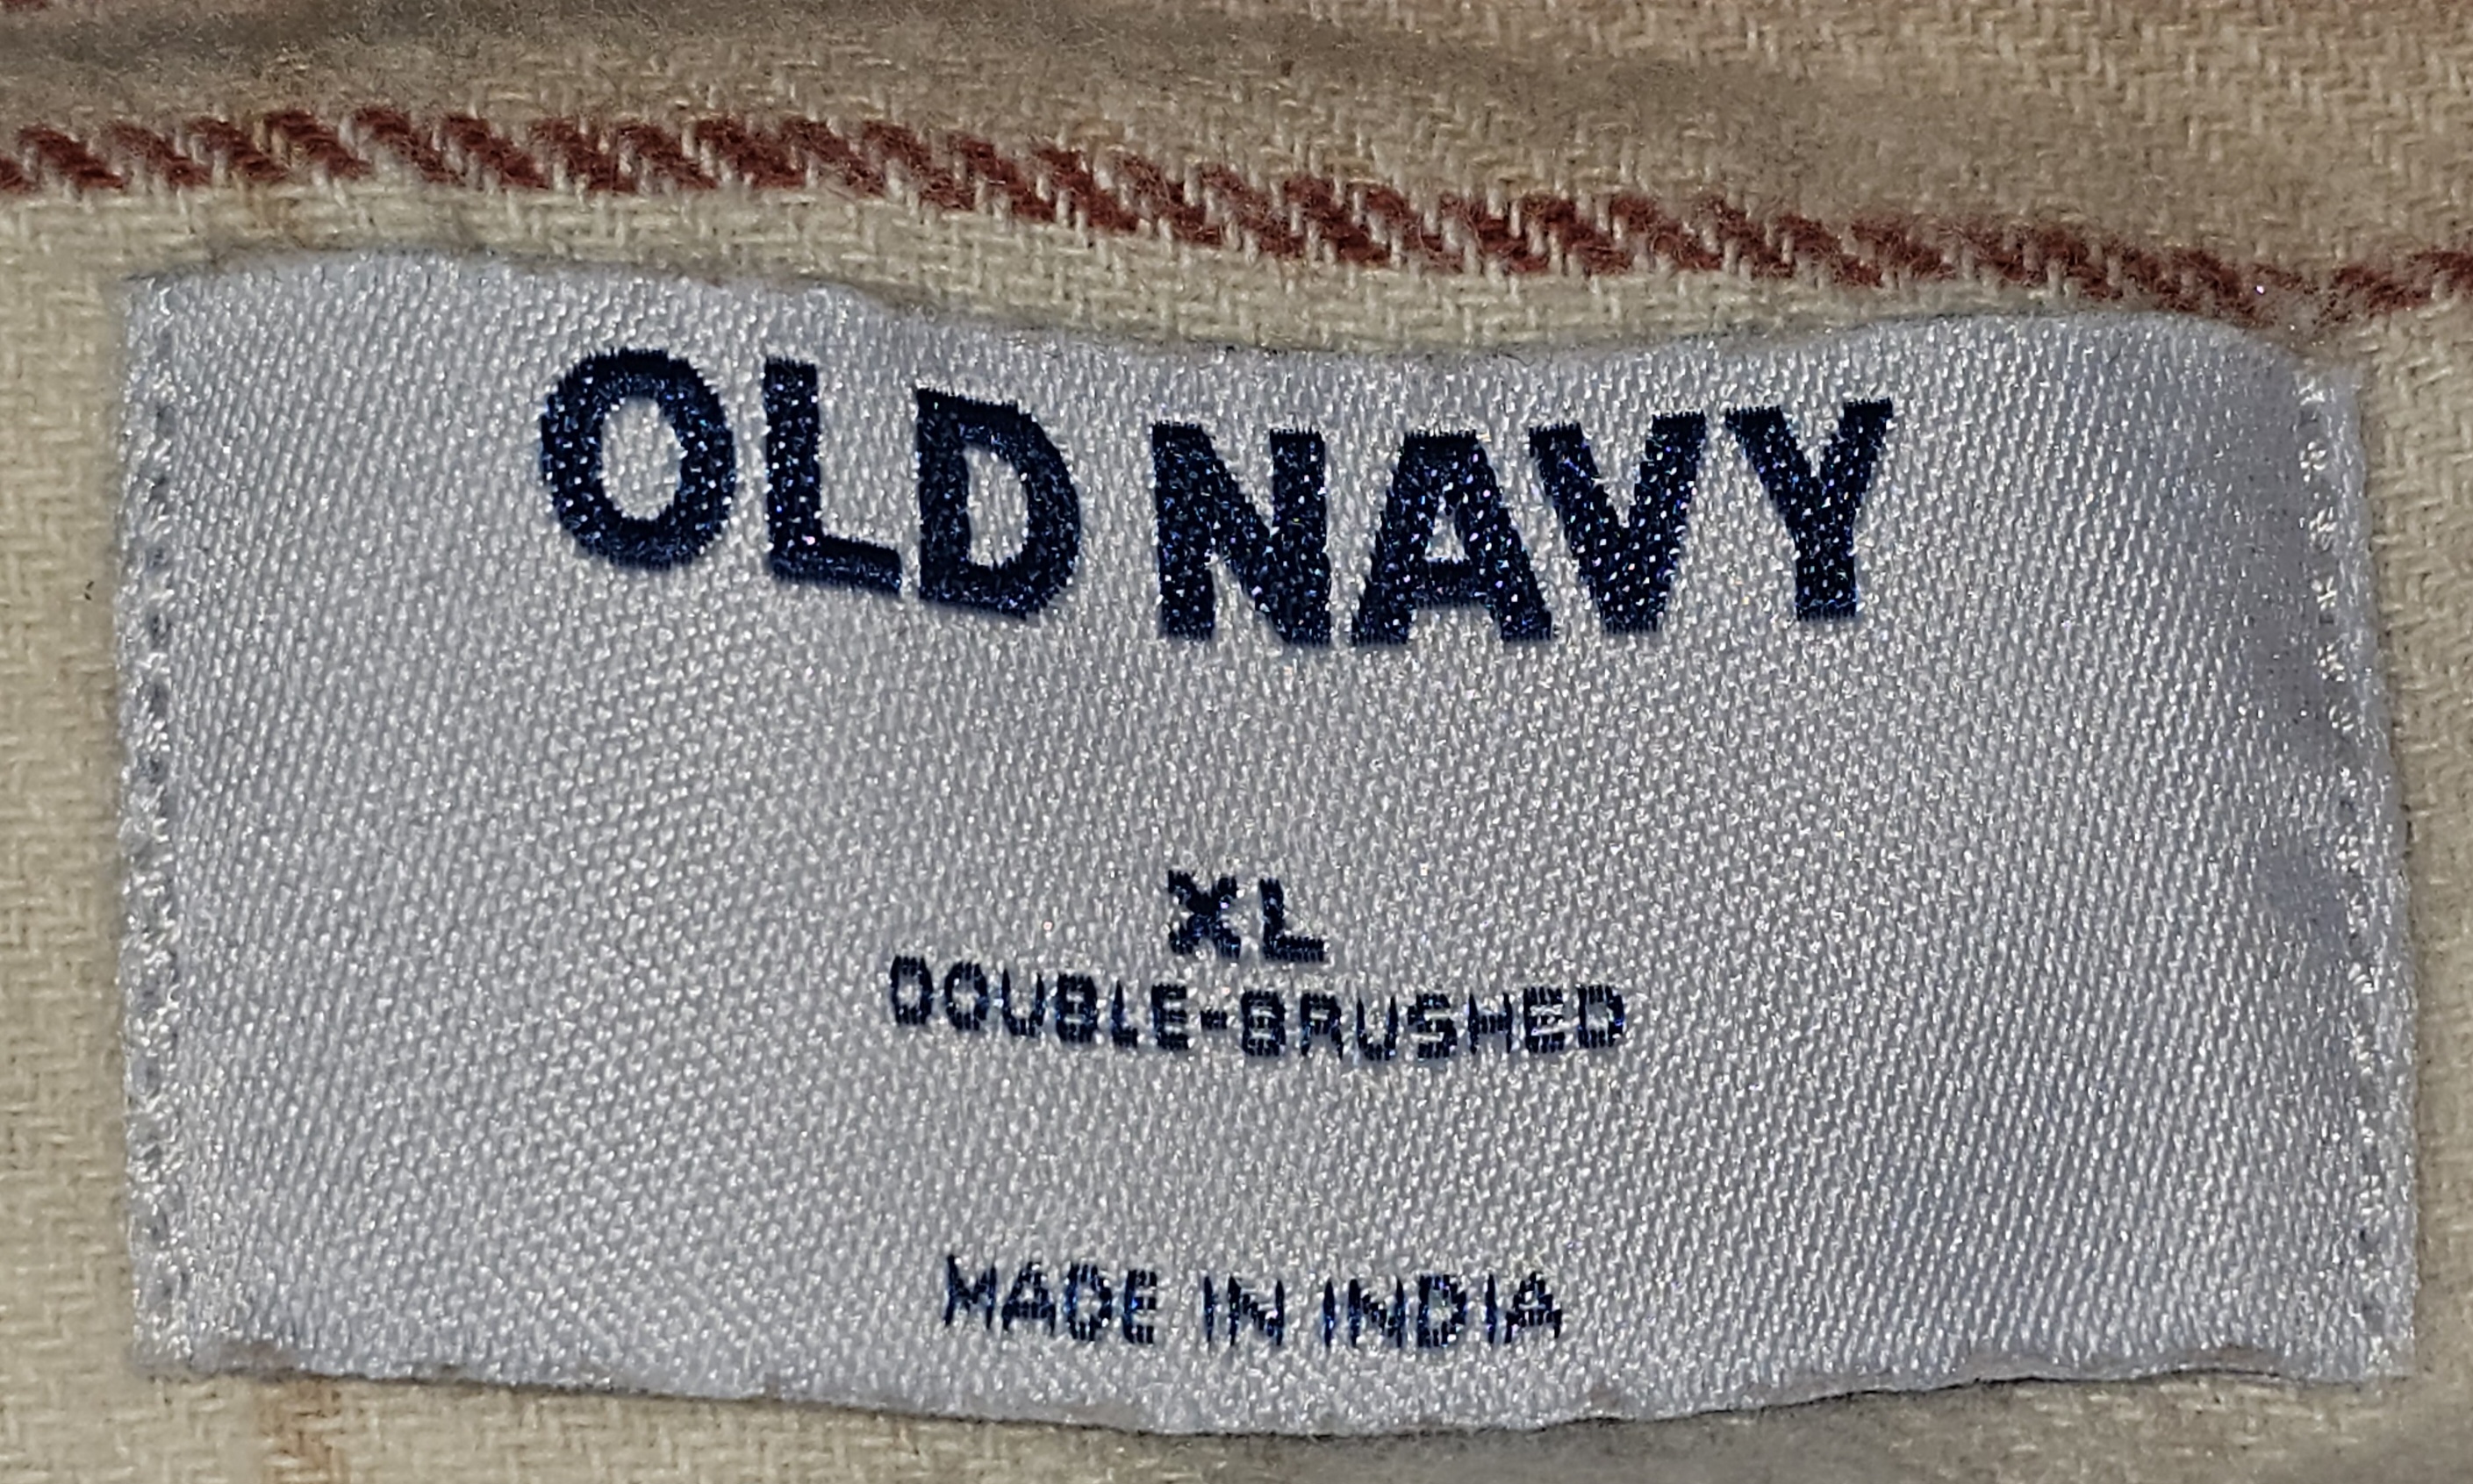 OLD NAVY
XL
DOUBLE-BRUSHED
MADE IN INDIA